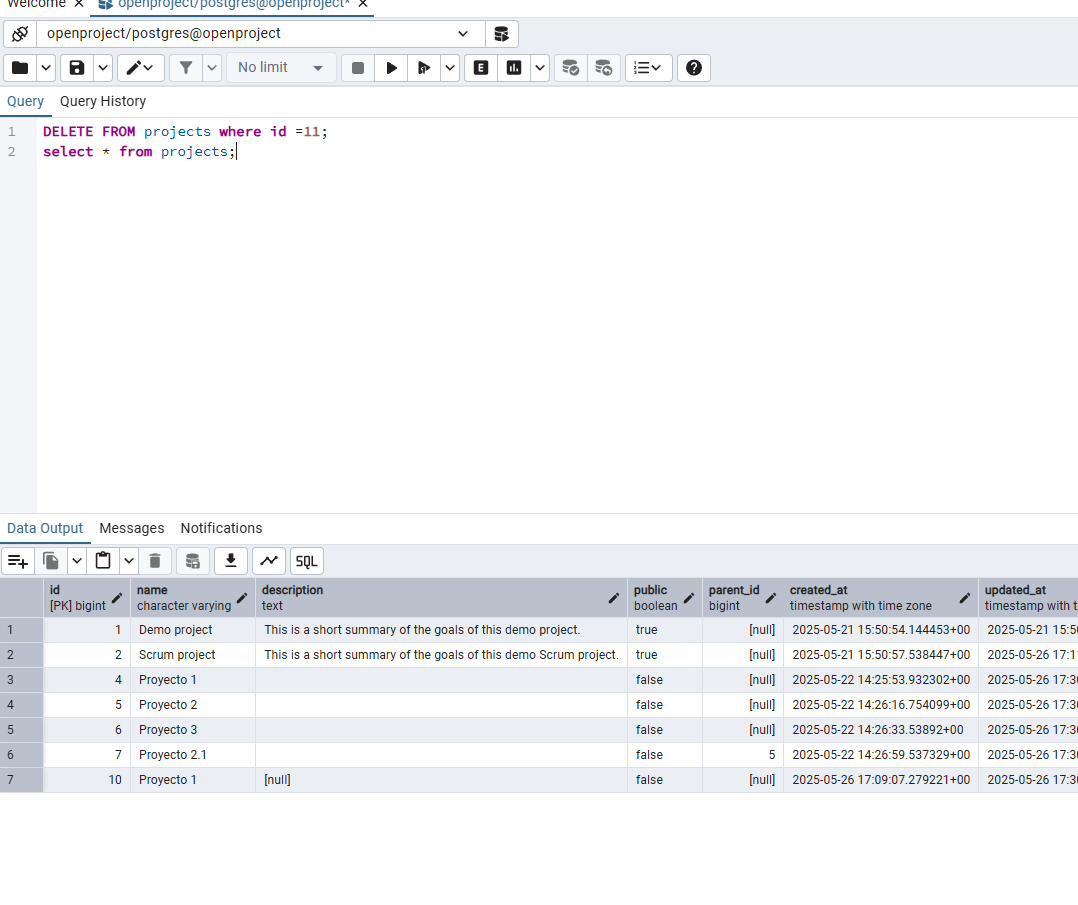 Welcome openproject/postgres@openproject*
openproject/postgres@openproject
No limit E
Query Query History
1 DELETE FROM projects where id =11;
2 select * from projects;
Data Output Messages Notifications
SQL
id name description public parent_id created_at updated_at
[PK] bigint character varying text boolean bigint timestamp with time zone timestamp with t
1 1 Demo project This is a short summary of the goals of this demo project. true [null] 2025-05-21 15:50:54.144453+00 2025-05-21 15:50
2 2 Scrum project This is a short summary of the goals of this demo Scrum project. true [null] 2025-05-21 15:50:57.538447+00 2025-05-26 17:1
3 4 Proyecto 1 false [null] 2025-05-22 14:25:53.932302+00 2025-05-26 17:30
4 5 Proyecto 2 false [null] 2025-05-22 14:26:16.754099+00 2025-05-26 17:30
5 6 Proyecto 3 false [null] 2025-05-22 14:26:33.53892+00 2025-05-26 17:30
6 7 Proyecto 2.1 false 5 2025-05-22 14:26:59.537329+00 2025-05-26 17:30
7 10 Proyecto 1 [null] false [null] 2025-05-26 17:09:07.279221+00 2025-05-26 17:30